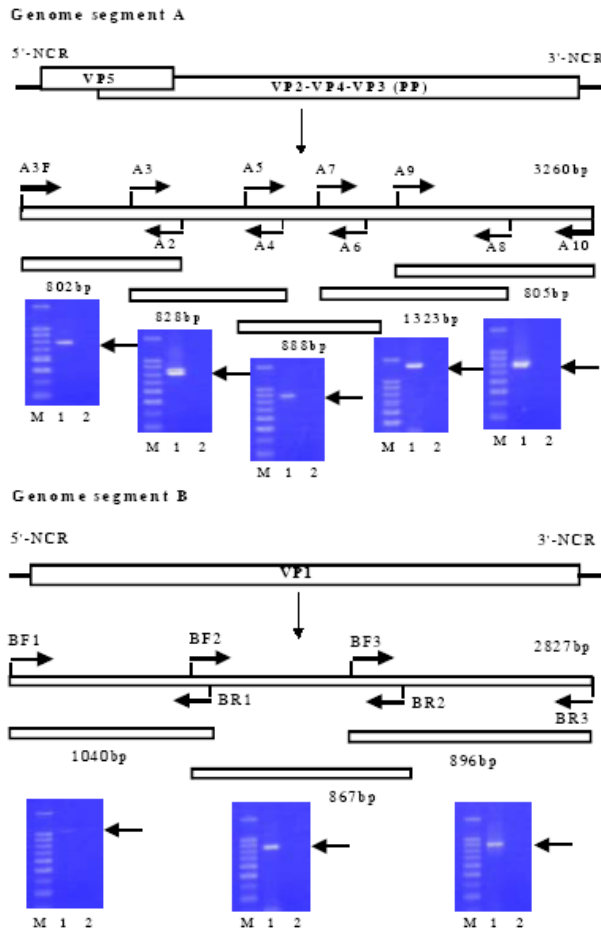 Genome segment A
5'-NCR 3'-NCR
VP5
VP2-VP4-VP3 (PP)
A3F A3 A5 A7 A9 3260bp
A2 A4 A6 A8 A10
802bp
828bp
888bp
1323bp
805bp
M 1 2
M 1 2
M 1 2
M 1 2
M 1 2
Genome segment B
5'-NCR 3'-NCR
VP1
BF1 BF2 BF3 2827bp
BR1 BR2 BR3
1040bp
867bp
896bp
M 1 2
M 1 2
M 1 2